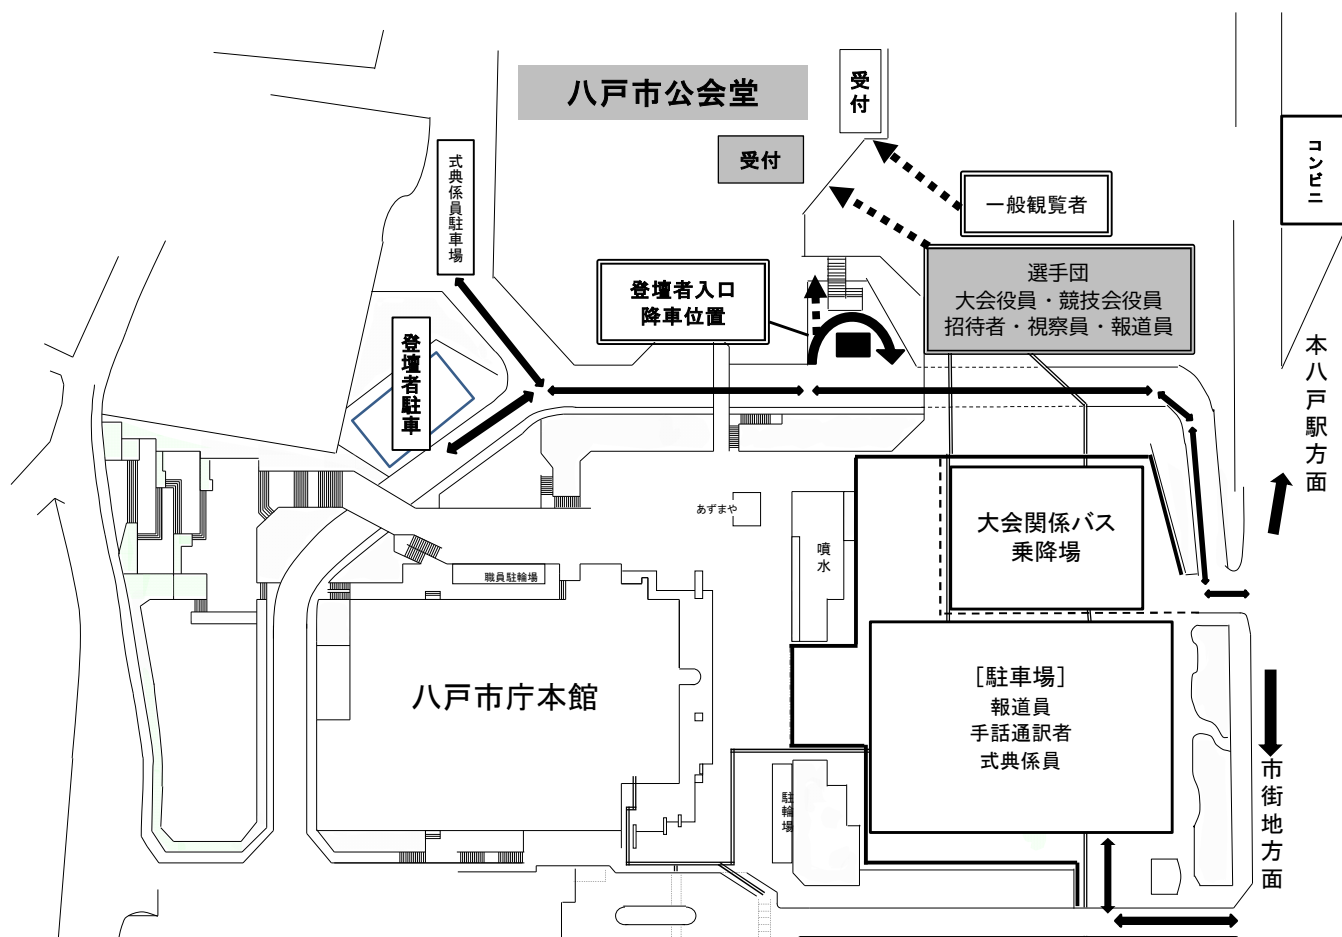 八戸市公会堂
受付
受付
コンビニ
式典係員駐車場
一般観覧者
選手団
大会役員・競技会役員
招待者・視察員・報道員
登壇者入口
降車位置
登壇者駐車
本八戸駅方面
あずまや
噴水
大会関係バス
乗降場
職員駐輪場
八戸市庁本館
［駐車場］
報道員
手話通訳者
式典係員
駐輪場
市街地方面